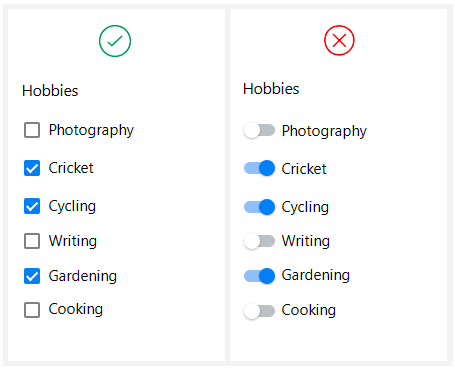 Hobbies
Photography
Cricket
Cycling
Writing
Gardening
Cooking
Hobbies
Photography
Cricket
Cycling
Writing
Gardening
Cooking